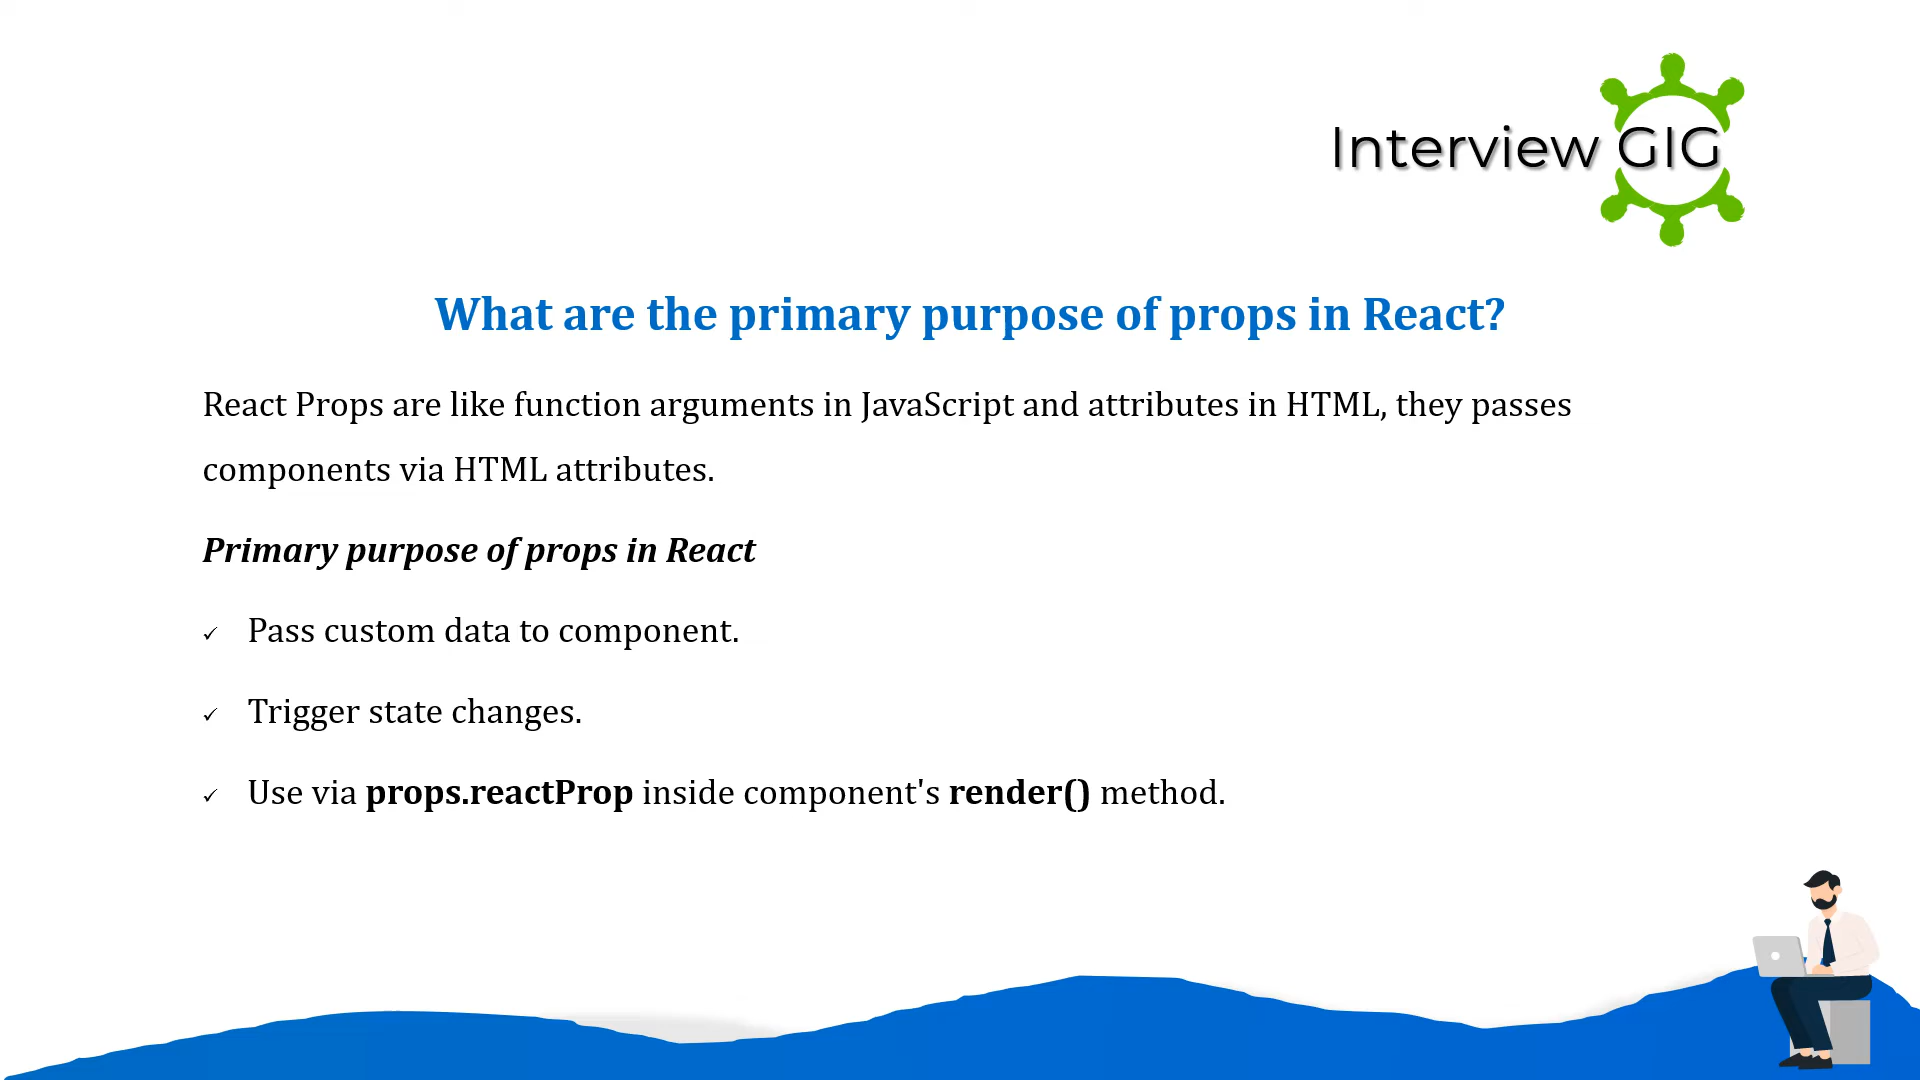 Interview GIG
What are the primary purpose of props in React?
React Props are like function arguments in JavaScript and attributes in HTML, they passes
components via HTML attributes.
Primary purpose of props in React
✓ Pass custom data to component.
✓ Trigger state changes.
✓ Use via props.reactProp inside component's render() method.